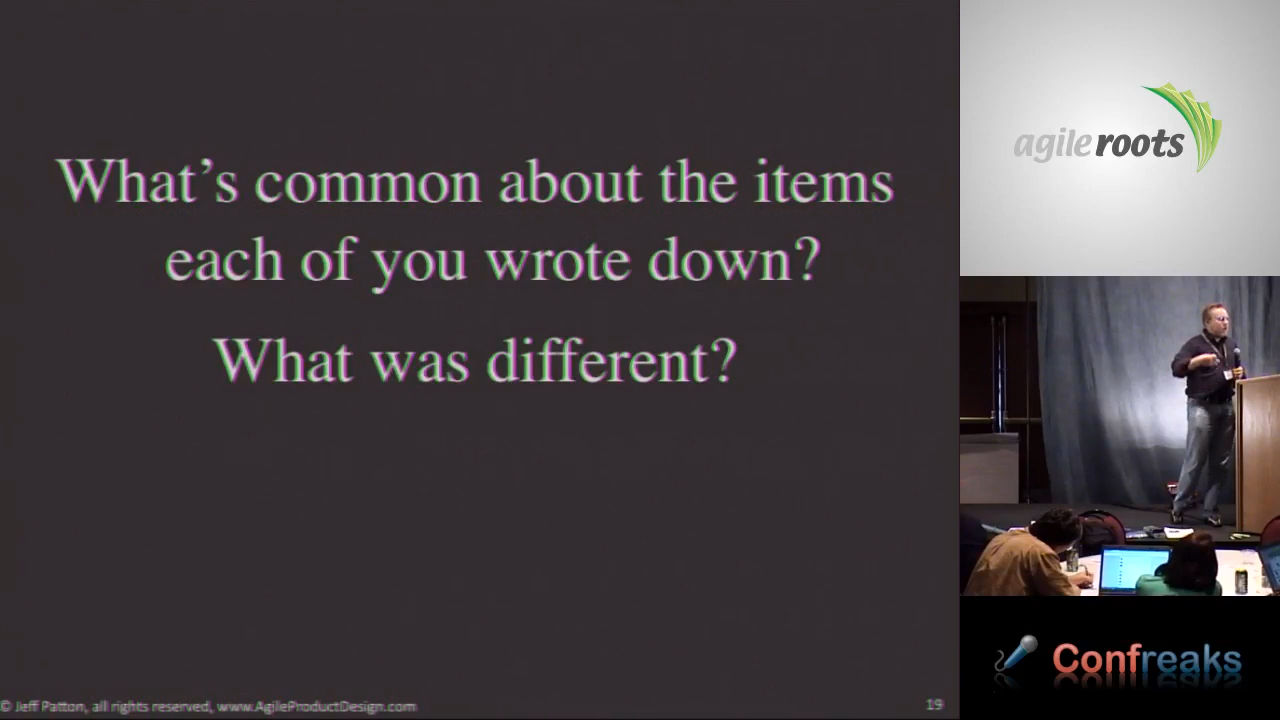 What's common about the items
each of you wrote down?
What was different?
© Jeff Patton, all rights reserved, www.AgileProductDesign.com
19
agile roots
Confreaks